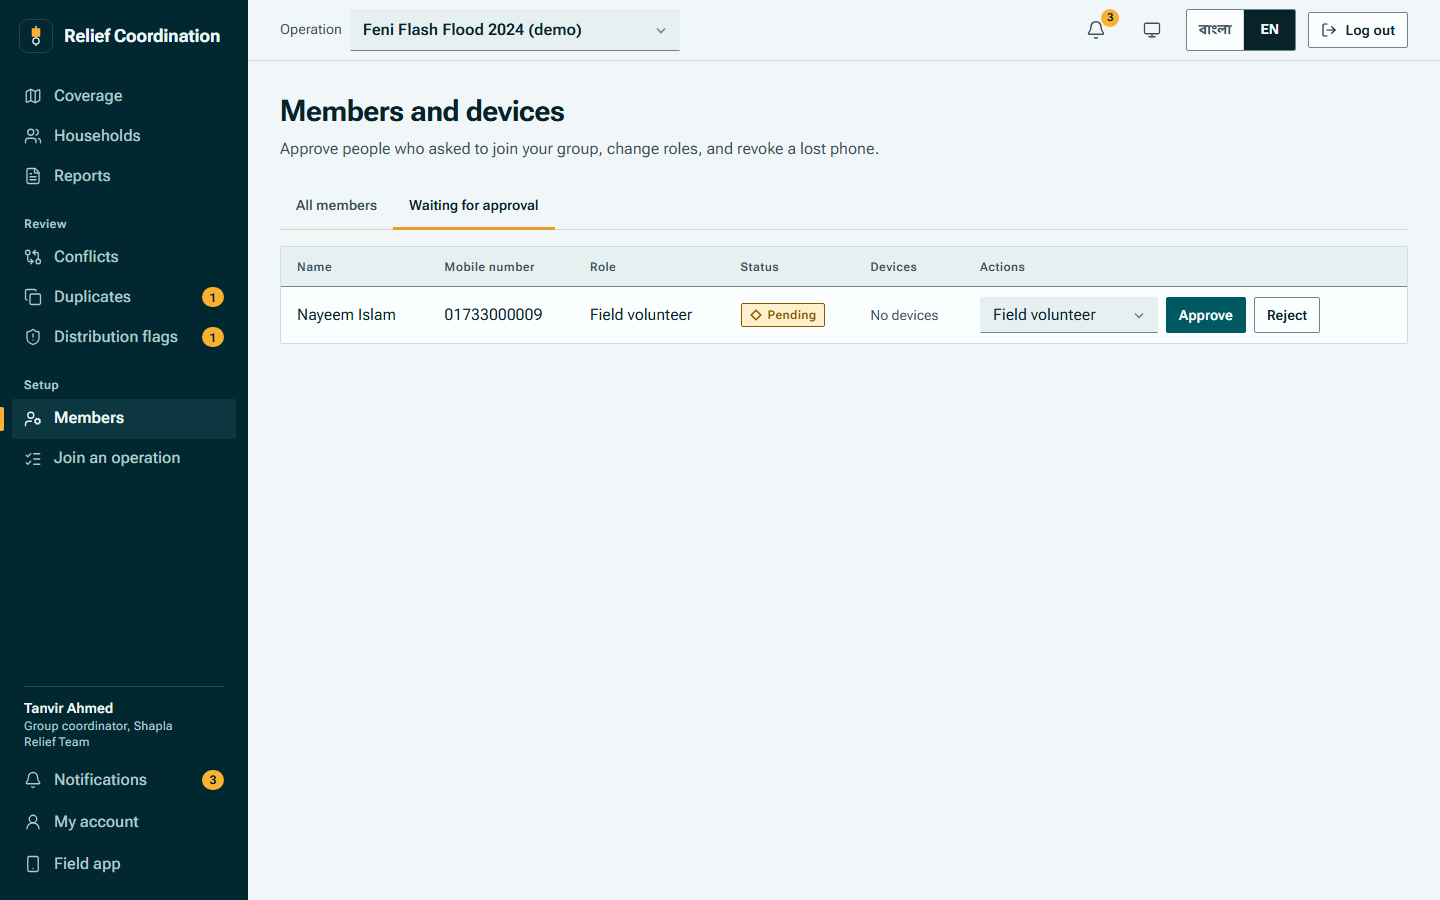 Relief Coordination
Coverage
Households
Reports
Review
Conflicts
Duplicates 1
Distribution flags 1
Setup
Members
Join an operation
Tanvir Ahmed
Group coordinator, Shapla
Relief Team
Notifications 3
My account
Field app
Operation Feni Flash Flood 2024 (demo) 3 বাংলা EN Log out
Members and devices
Approve people who asked to join your group, change roles, and revoke a lost phone.
All members Waiting for approval
Name Mobile number Role Status Devices Actions
Nayeem Islam 01733000009 Field volunteer Pending No devices Field volunteer Approve Reject